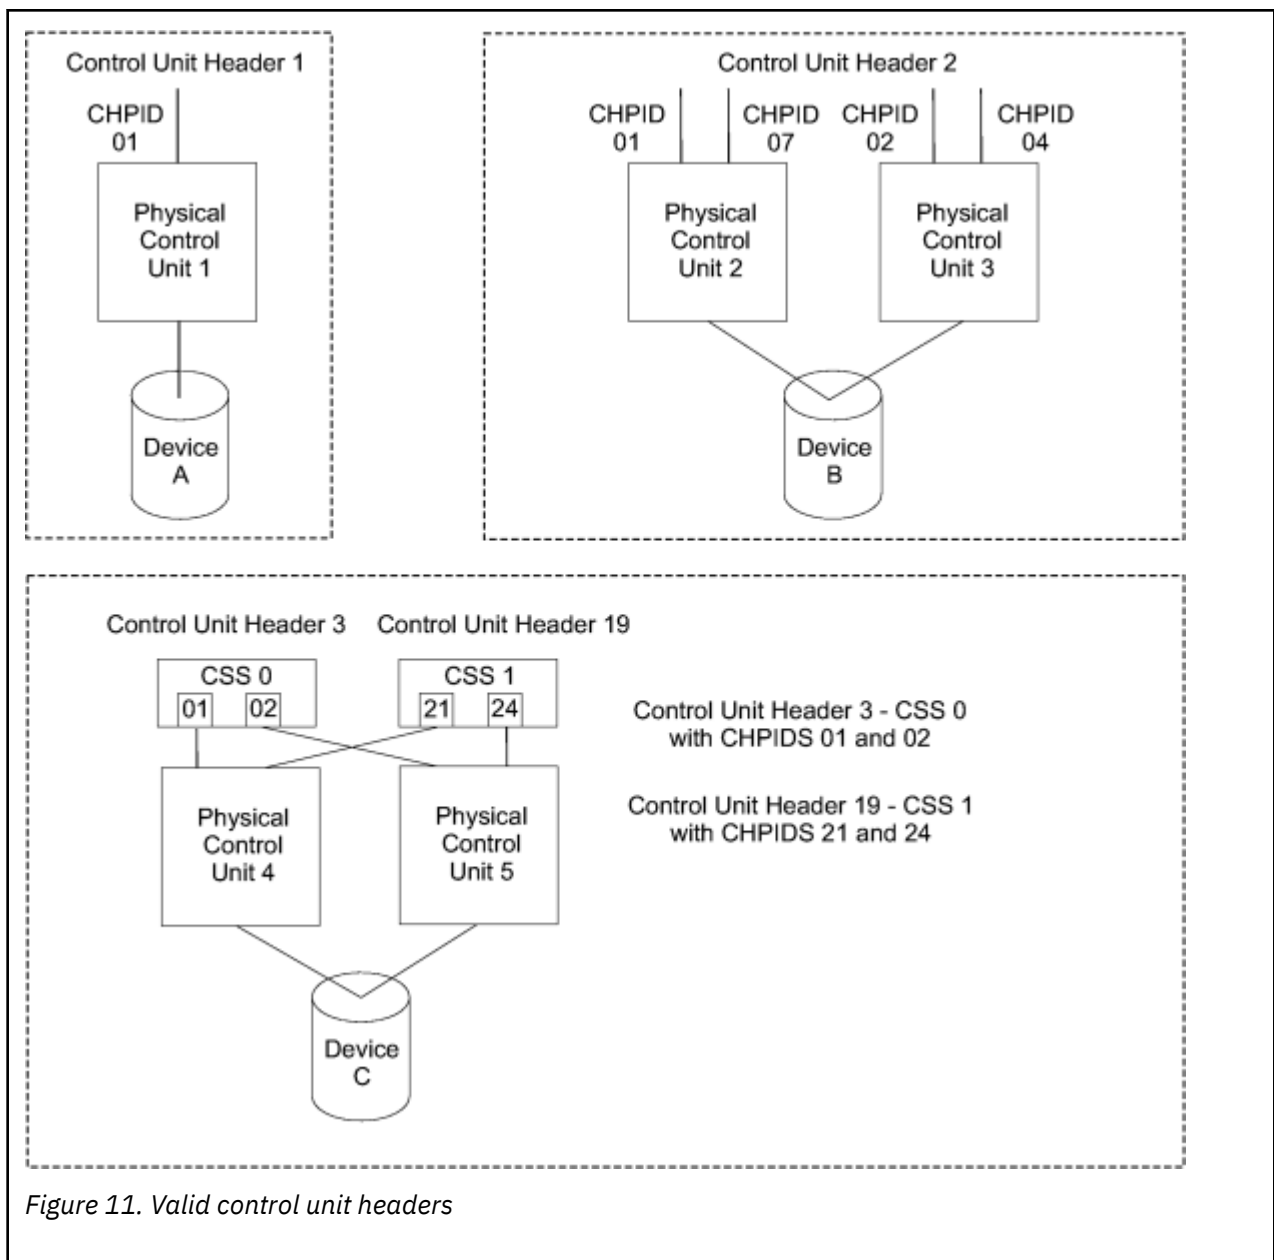 Control Unit Header 1
CHPID
01
Physical
Control
Unit 1
Device
A
Control Unit Header 2
CHPID
01
CHPID
07
CHPID
02
CHPID
04
Physical
Control
Unit 2
Physical
Control
Unit 3
Device
B
Control Unit Header 3
Control Unit Header 19
CSS 0
01
02
CSS 1
21
24
Control Unit Header 3 - CSS 0
with CHPIDS 01 and 02
Control Unit Header 19 - CSS 1
with CHPIDS 21 and 24
Physical
Control
Unit 4
Physical
Control
Unit 5
Device
C
Figure 11. Valid control unit headers